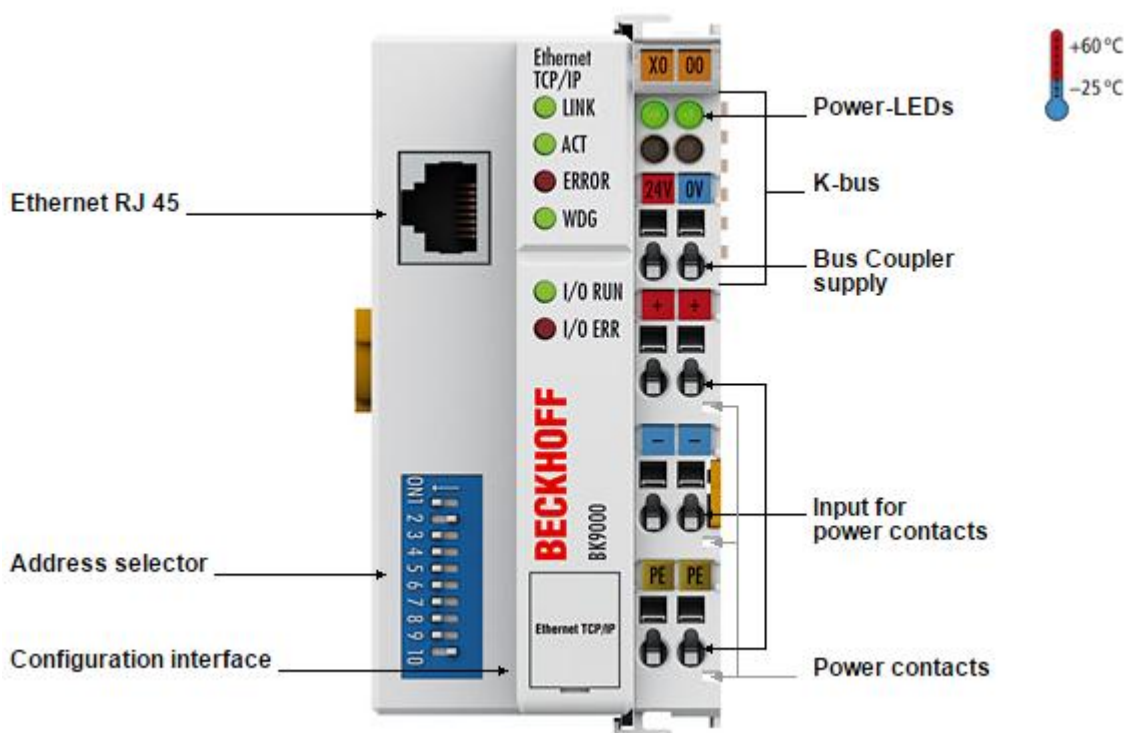 Ethernet
TCP/IP
LINK
ACT
ERROR
WDG
I/O RUN
I/O ERR
BECKHOFF
BK9000
Ethernet TCP/IP
X0 00
24V 0V
+ +
- -
PE PE
ON
1
2
3
4
5
6
7
8
9
10
Ethernet RJ 45
Address selector
Configuration interface
Power-LEDs
K-bus
Bus Coupler
supply
Input for
power contacts
Power contacts
+60 °C
–25 °C